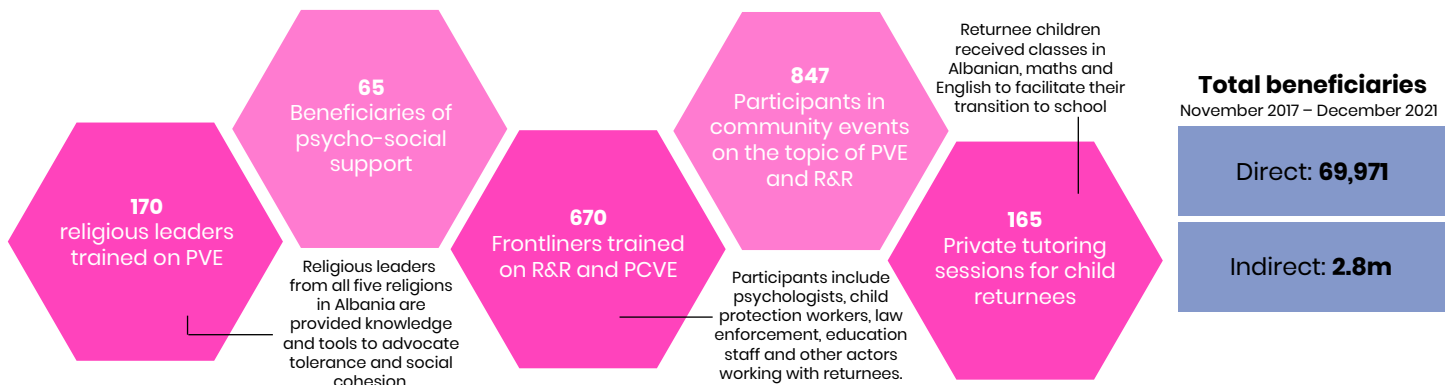 170
religious leaders
trained on PVE
65
Beneficiaries of
psycho-social
support
Religious leaders
from all five religions
in Albania are
provided knowledge
and tools to advocate
tolerance and social
cohesion
670
Frontliners trained
on R&R and PCVE
847
Participants in
community events
on the topic of PVE
and R&R
Participants include
psychologists, child
protection workers, law
enforcement, education
staff and other actors
working with returnees.
Returnee children
received classes in
Albanian, maths and
English to facilitate their
transition to school
165
Private tutoring
sessions for child
returnees
Total beneficiaries
November 2017 – December 2021
Direct: 69,971
Indirect: 2.8m